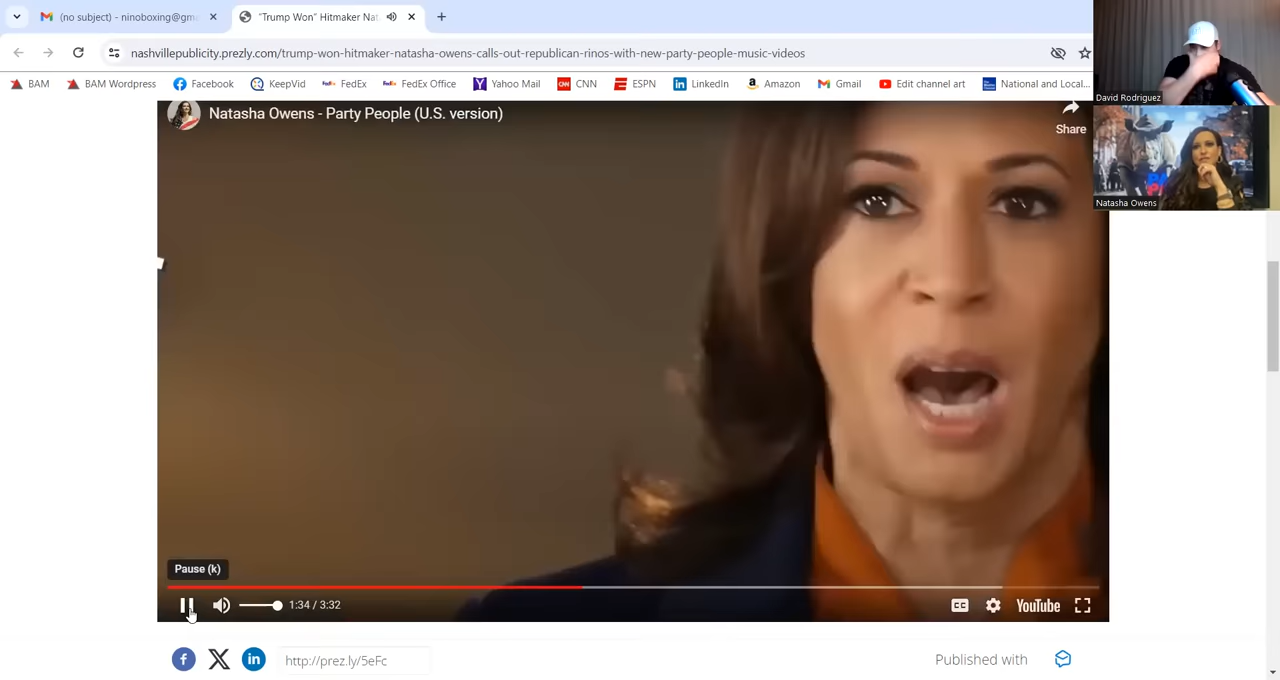 (no subject) - ninoboxing@gm
"Trump Won" Hitmaker Nat
nashvillepublicity.prezly.com/trump-won-hitmaker-natasha-owens-calls-out-republican-rinos-with-new-party-people-music-videos
BAM
BAM Wordpress
Facebook
KeepVid
FedEx
FedEx Office
Yahoo Mail
CNN
ESPN
LinkedIn
Amazon
Gmail
Edit channel art
National and Local...
David Rodriguez
Natasha Owens
Natasha Owens - Party People (U.S. version)
Share
Pause (k)
1:34 / 3:32
CC
YouTube
http://prez.ly/5eFc
Published with